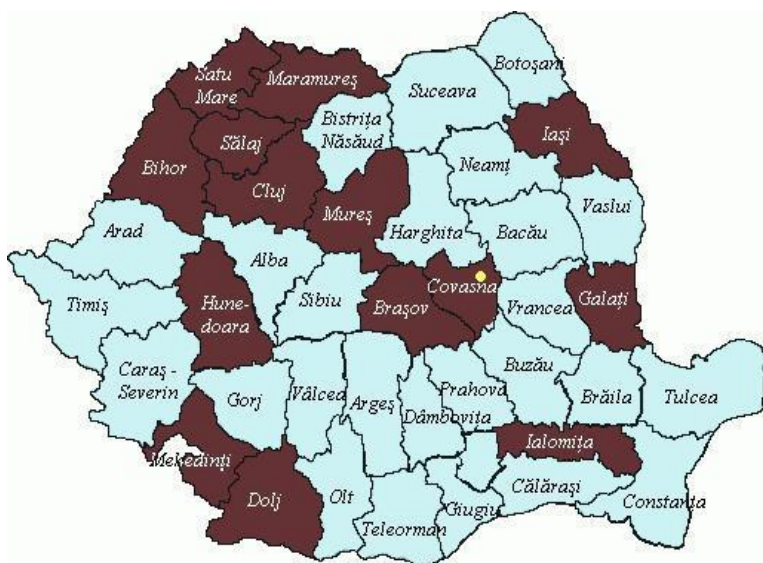 Botoşani
Satu
Mare
Maramureş
Suceava
Bistriţa
Năsăud
Iaşi
Sălaj
Neamţ
Bihor
Cluj
Mureş
Vaslui
Arad
Harghita
Bacău
Alba
Covasna
Timiş
Hune-
doara
Sibiu
Braşov
Vrancea
Galaţi
Caraş -
Severin
Gorj
Vâlcea
Argeş
Prahova
Buzău
Brăila
Tulcea
Dâmbovita
Ialomiţa
Mehedinţi
Dolj
Olt
Teleorman
Giugiu
Călăraşi
Constanţa